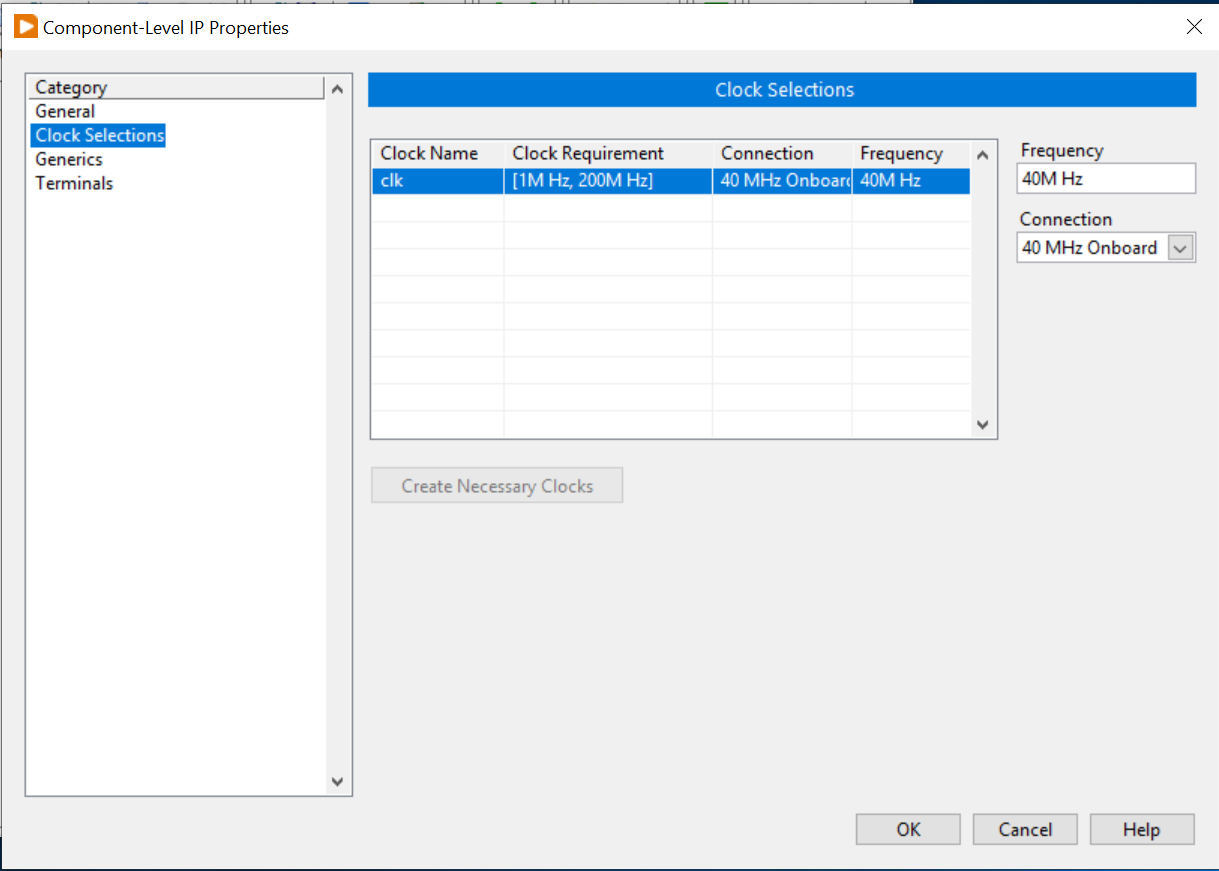 Component-Level IP Properties
Category
General
Clock Selections
Generics
Terminals
Clock Selections
Clock Name Clock Requirement Connection Frequency
clk [1M Hz, 200M Hz] 40 MHz Onboard 40M Hz
Frequency
40M Hz
Connection
40 MHz Onboard
Create Necessary Clocks
OK Cancel Help